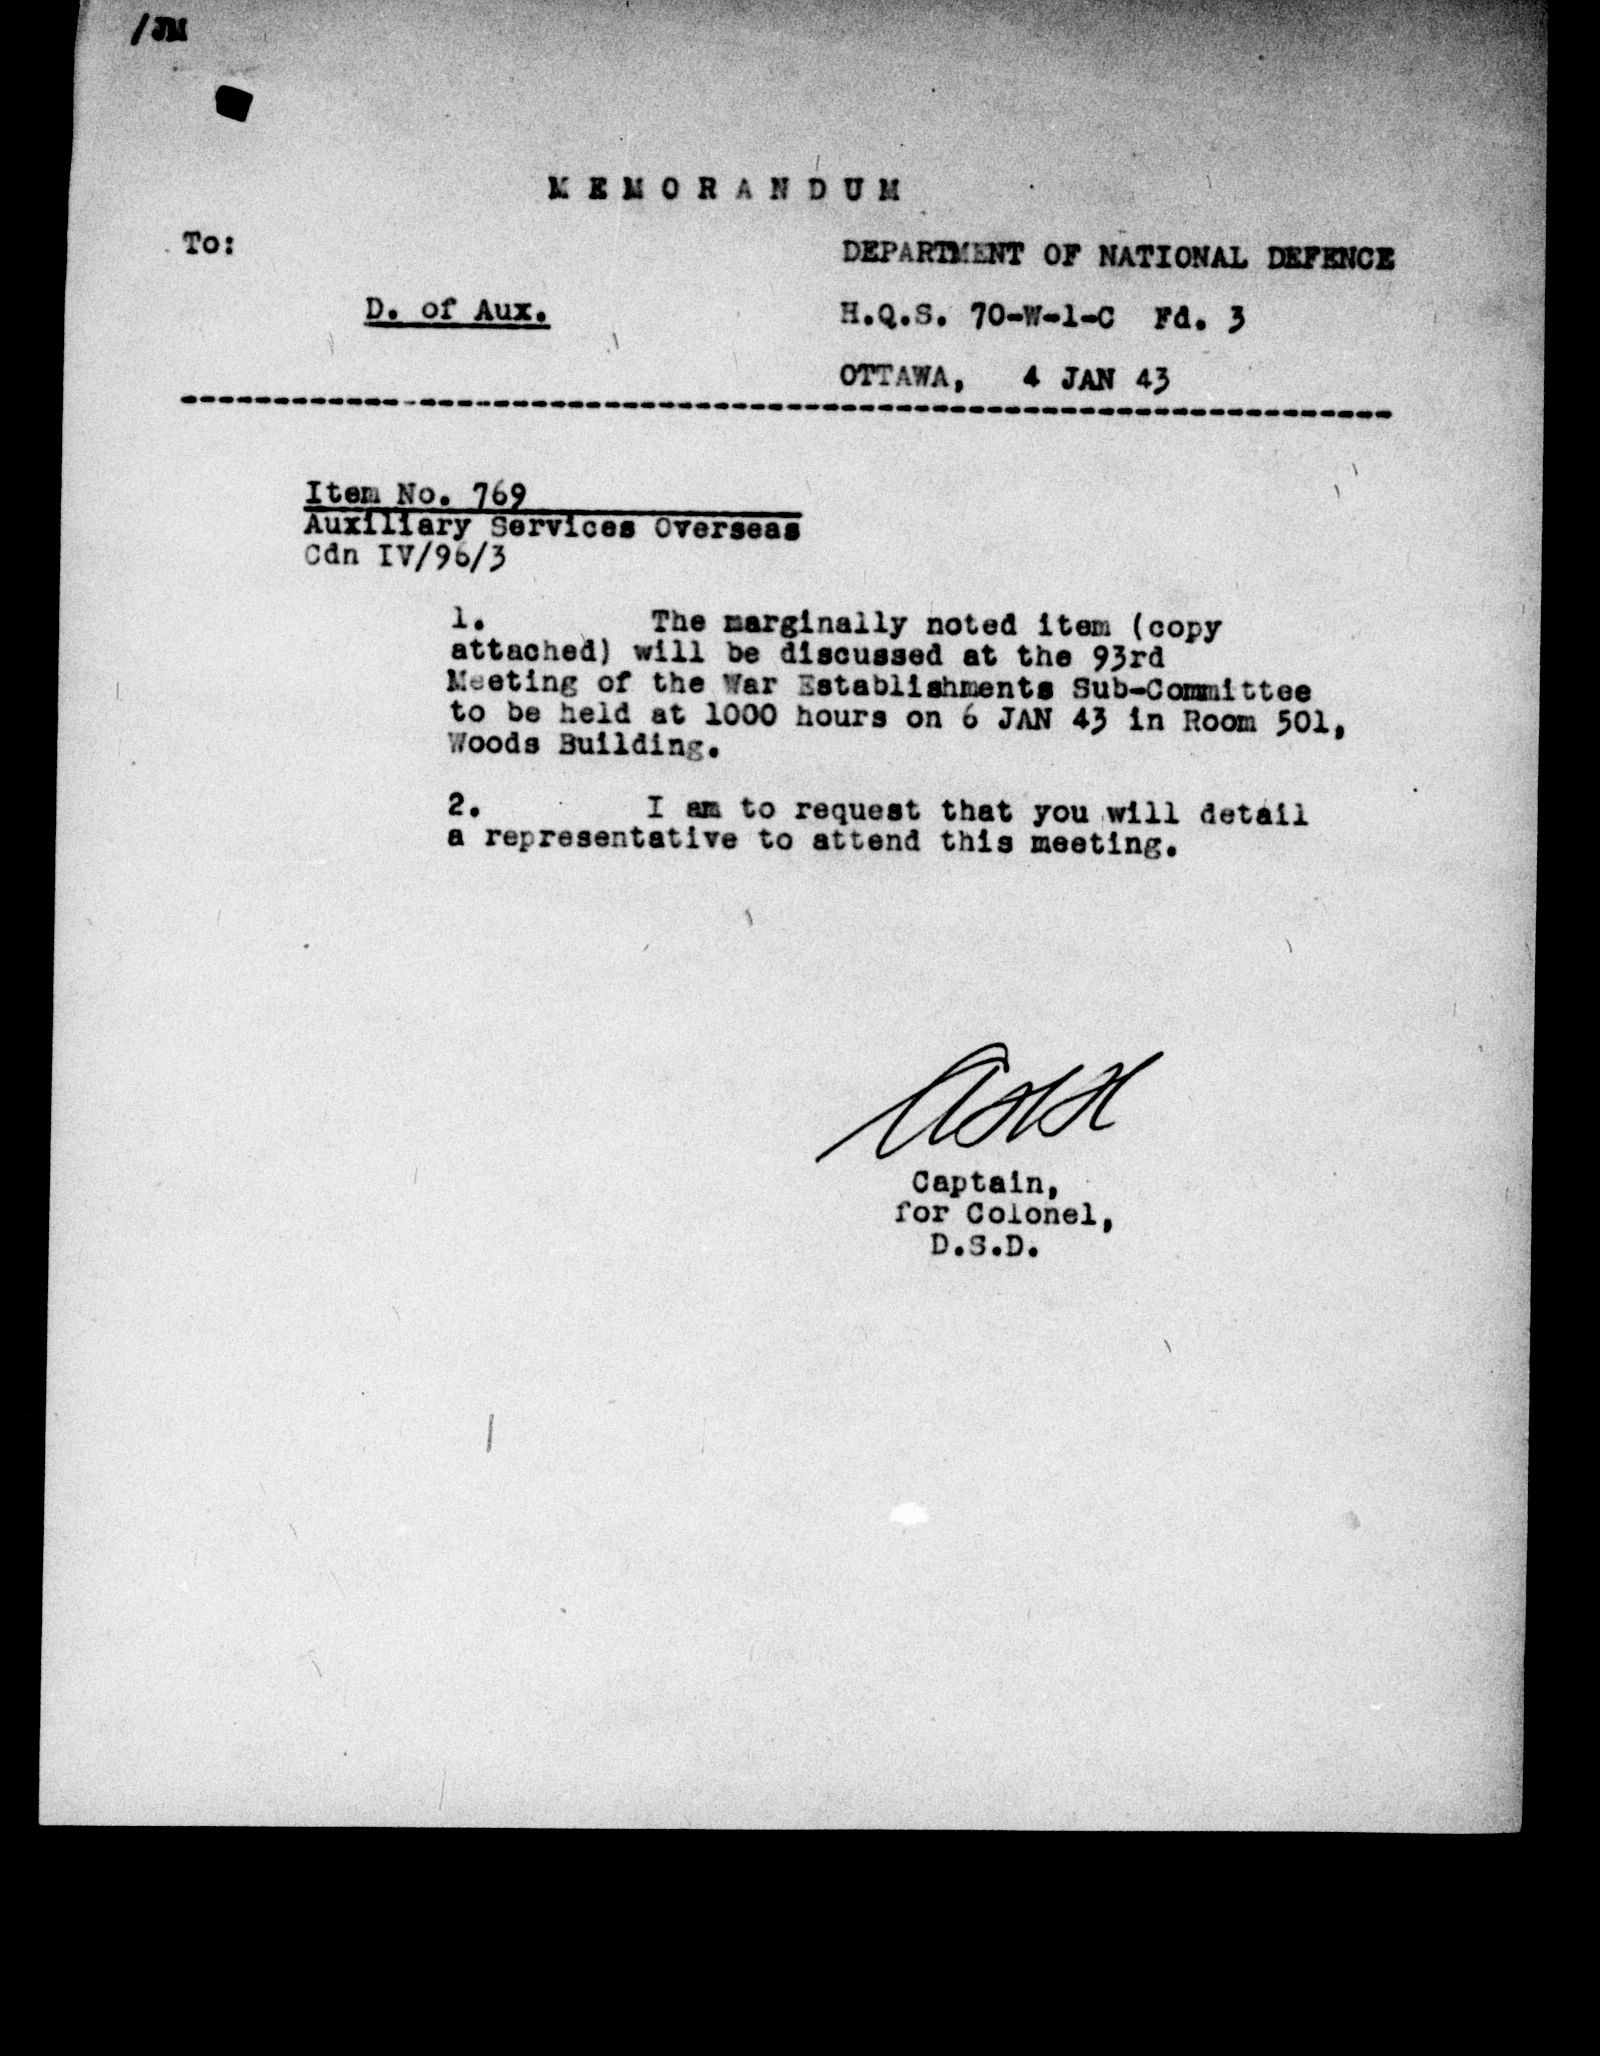 /JM
MEMORANDUM
To:
DEPARTMENT OF NATIONAL DEFENCE
D. of Aux.
H.Q.S. 70-W-1-C Fd. 3
OTTAWA, 4 JAN 43
Item No. 769
Auxiliary Services Overseas
Cdn IV/96/3
1. The marginally noted item (copy
attached) will be discussed at the 93rd
Meeting of the War Establishments Sub-Committee
to be held at 1000 hours on 6 JAN 43 in Room 501,
Woods Building.
2. I am to request that you will detail
a representative to attend this meeting.
Captain,
for Colonel,
D.S.D.